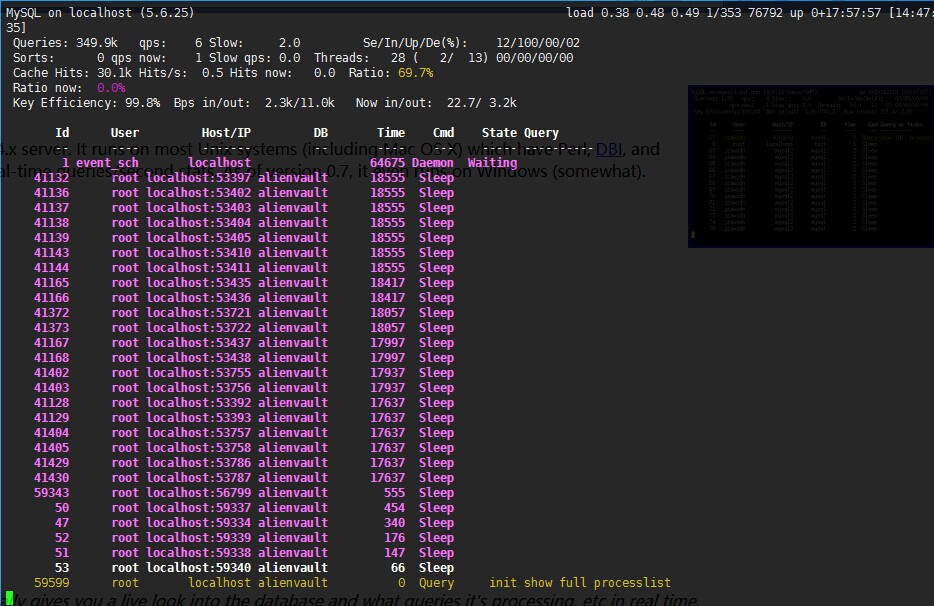 MySQL on localhost (5.6.25) load 0.38 0.48 0.49 1/353 76792 up 0+17:57:57 [14:47:
35]
Queries: 349.9k qps: 6 Slow: 2.0 Se/In/Up/De(%): 12/100/00/02
Sorts: 0 qps now: 1 Slow qps: 0.0 Threads: 28 ( 2/ 13) 00/00/00/00
Cache Hits: 30.1k Hits/s: 0.5 Hits now: 0.0 Ratio: 69.7%
Ratio now: 0.0%
Key Efficiency: 99.8% Bps in/out: 2.3k/11.0k Now in/out: 22.7/ 3.2k
Id User Host/IP DB Time Cmd State Query
4.x server. It runs on most Unix systems (including Mac OS X) which have Perl, DBI, and
1 event_sch localhost 64675 Daemon Waiting
al-time queries/second stats. As of version 0.7, it even runs on Windows (somewhat).
41132 root localhost:53397 alienvault 18555 Sleep
41136 root localhost:53402 alienvault 18555 Sleep
41137 root localhost:53403 alienvault 18555 Sleep
41138 root localhost:53404 alienvault 18555 Sleep
41139 root localhost:53405 alienvault 18555 Sleep
41143 root localhost:53410 alienvault 18555 Sleep
41144 root localhost:53411 alienvault 18555 Sleep
41165 root localhost:53435 alienvault 18417 Sleep
41166 root localhost:53436 alienvault 18417 Sleep
41372 root localhost:53721 alienvault 18057 Sleep
41373 root localhost:53722 alienvault 18057 Sleep
41167 root localhost:53437 alienvault 17997 Sleep
41168 root localhost:53438 alienvault 17997 Sleep
41402 root localhost:53755 alienvault 17937 Sleep
41403 root localhost:53756 alienvault 17937 Sleep
41128 root localhost:53392 alienvault 17637 Sleep
41129 root localhost:53393 alienvault 17637 Sleep
41404 root localhost:53757 alienvault 17637 Sleep
41405 root localhost:53758 alienvault 17637 Sleep
41429 root localhost:53786 alienvault 17637 Sleep
41430 root localhost:53787 alienvault 17637 Sleep
59343 root localhost:56799 alienvault 555 Sleep
50 root localhost:59337 alienvault 454 Sleep
47 root localhost:59334 alienvault 340 Sleep
52 root localhost:59339 alienvault 176 Sleep
51 root localhost:59338 alienvault 147 Sleep
53 root localhost:59340 alienvault 66 Sleep
59599 root localhost alienvault 0 Query init show full processlist
ally gives you a live look into the database and what queries it's processing, etc in real time.